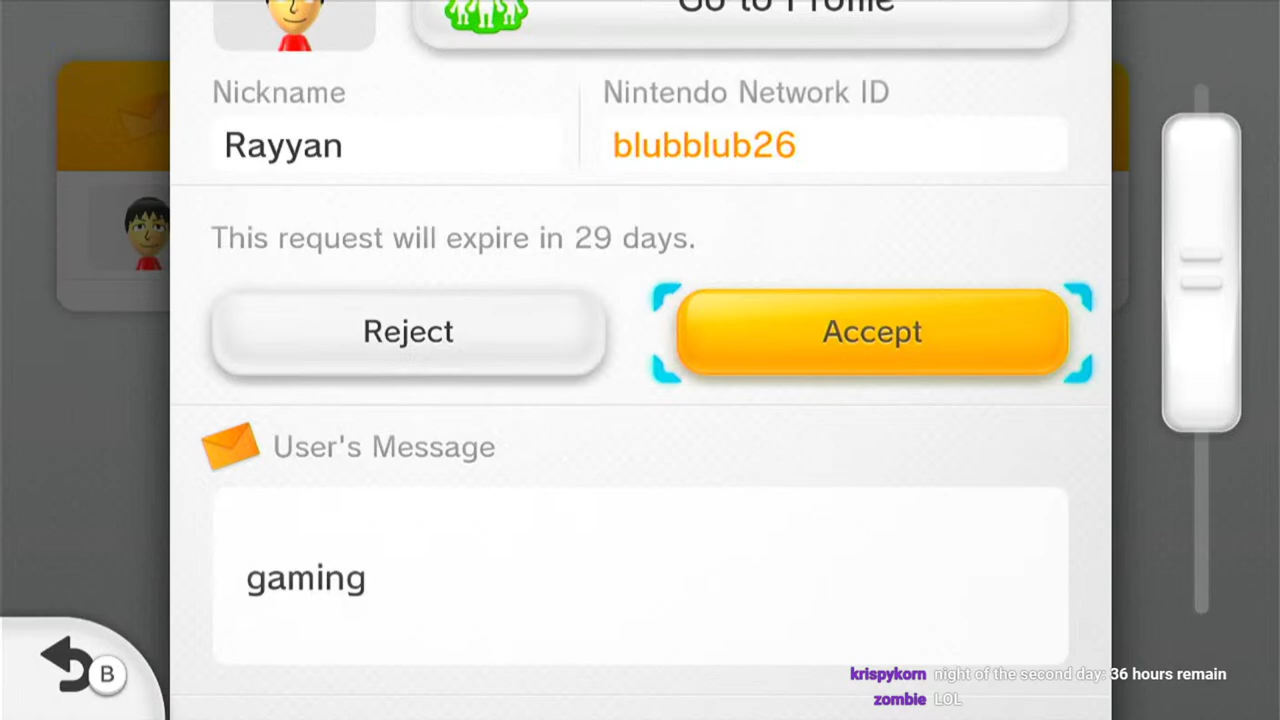 Go to Profile
Nickname
Nintendo Network ID
Rayyan
blubblub26
This request will expire in 29 days.
Reject
Accept
User's Message
gaming
B
krispykorn night of the second day: 36 hours remain
zombie LOL